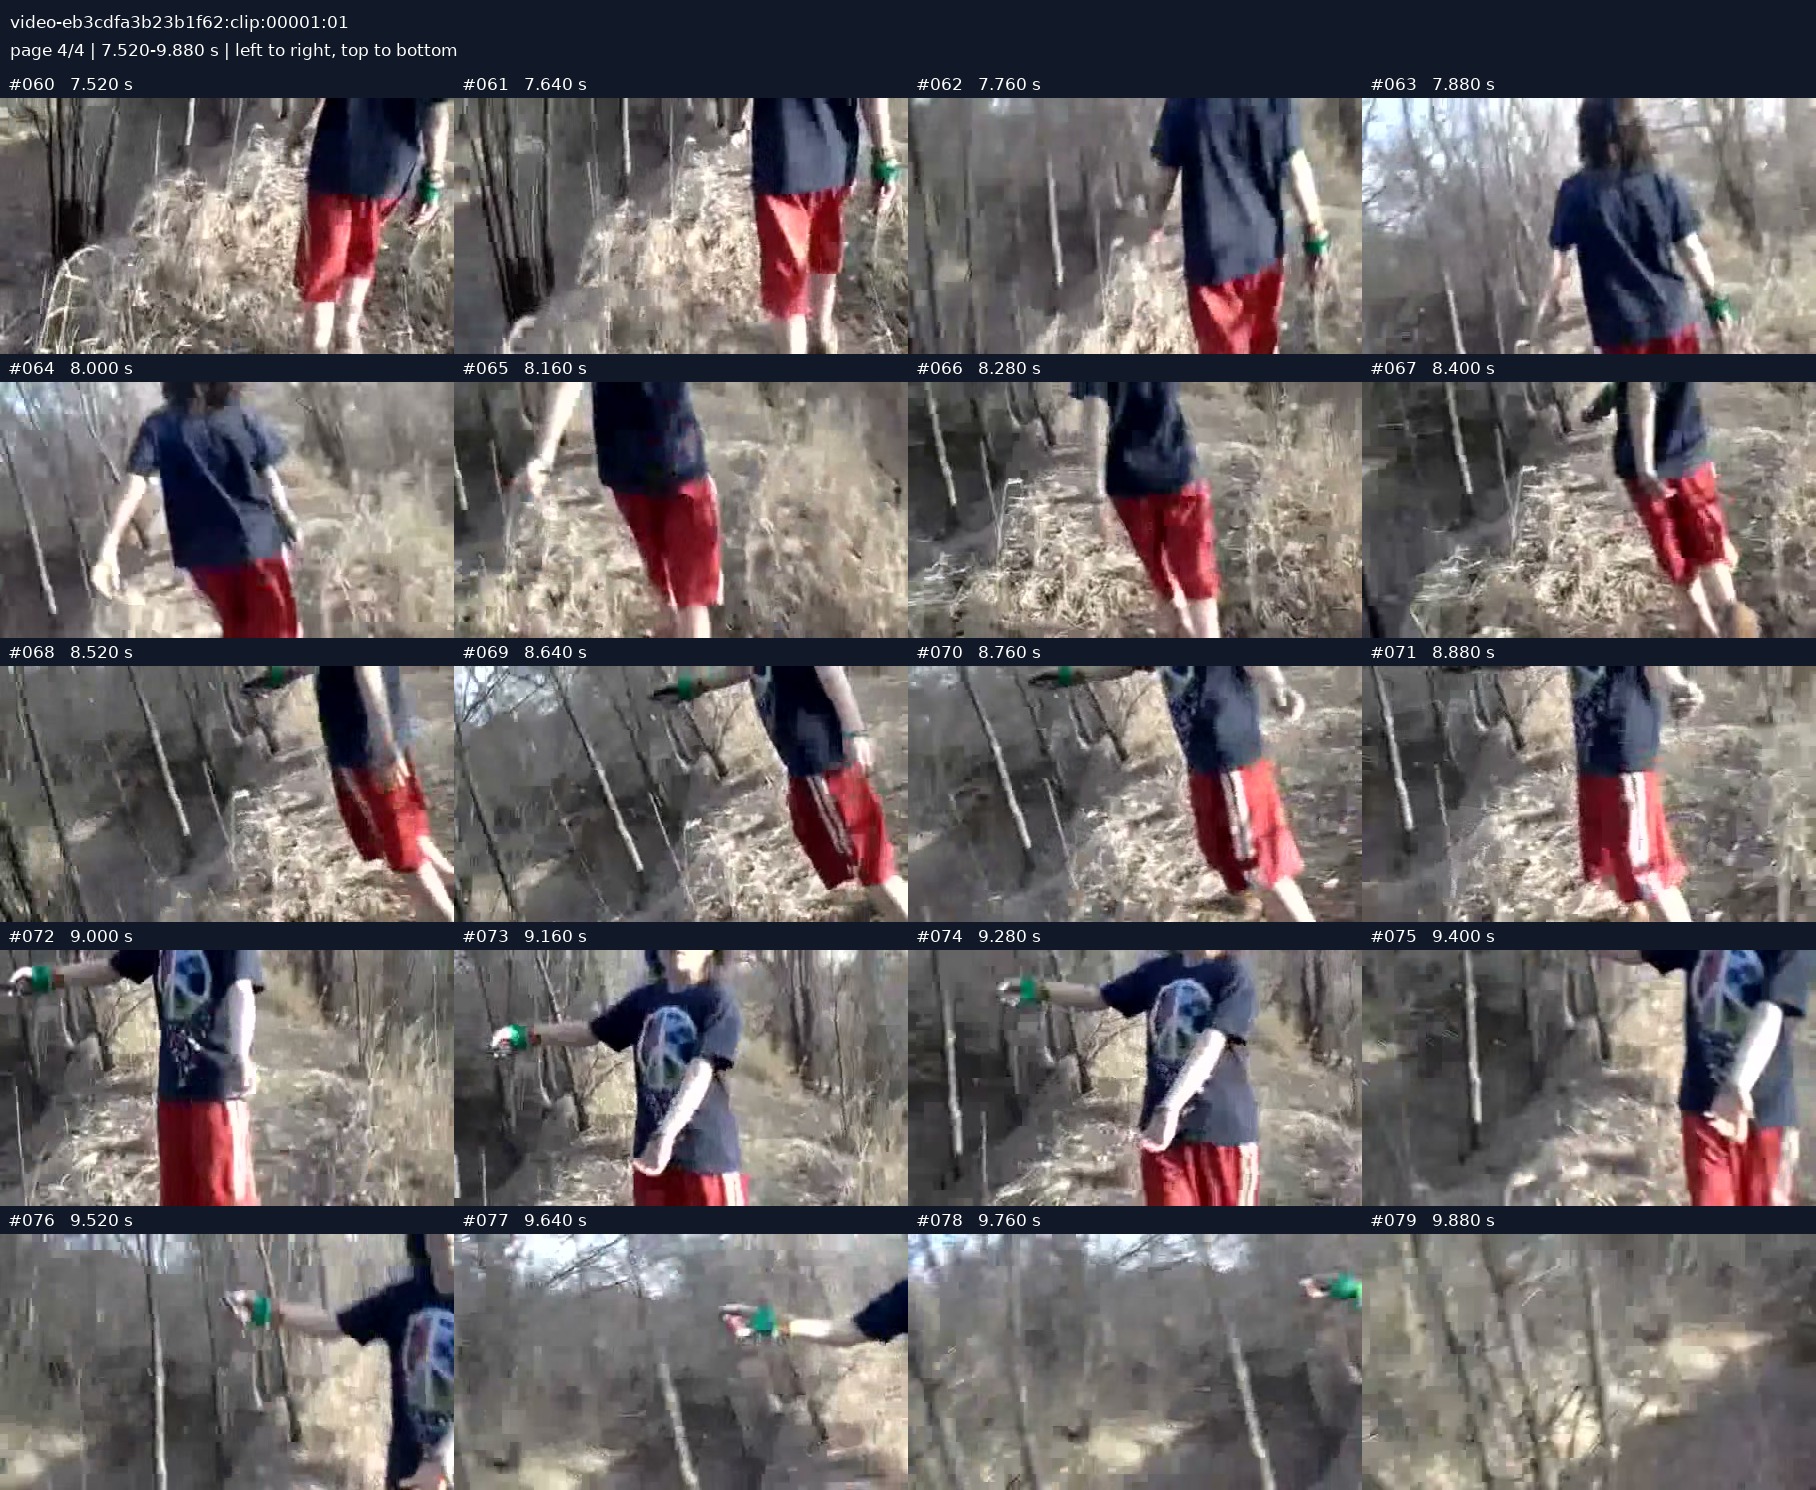 video-eb3cdfa3b23b1f62:clip:00001:01
page 4/4 | 7.520-9.880 s | left to right, top to bottom
#060 7.520 s
#061 7.640 s
#062 7.760 s
#063 7.880 s
#064 8.000 s
#065 8.160 s
#066 8.280 s
#067 8.400 s
#068 8.520 s
#069 8.640 s
#070 8.760 s
#071 8.880 s
#072 9.000 s
#073 9.160 s
#074 9.280 s
#075 9.400 s
#076 9.520 s
#077 9.640 s
#078 9.760 s
#079 9.880 s